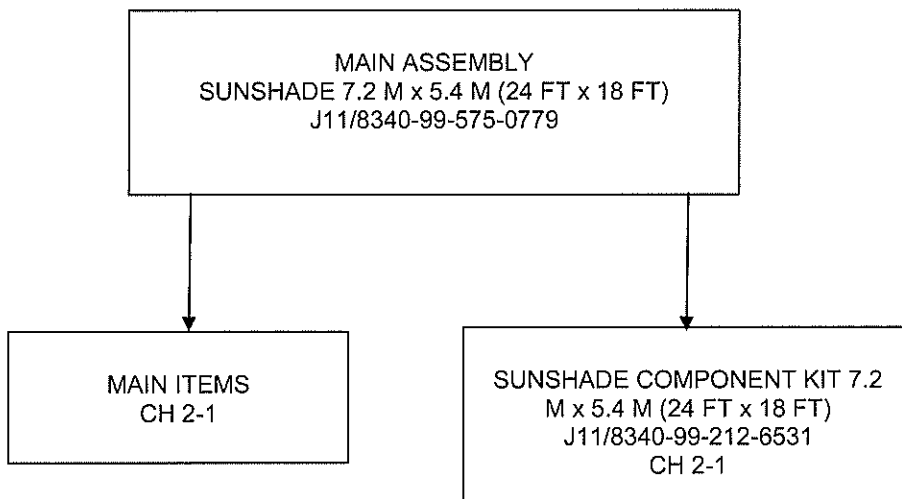 MAIN ASSEMBLY
SUNSHADE 7.2 M x 5.4 M (24 FT x 18 FT)
J11/8340-99-575-0779
MAIN ITEMS
CH 2-1
SUNSHADE COMPONENT KIT 7.2
M x 5.4 M (24 FT x 18 FT)
J11/8340-99-212-6531
CH 2-1